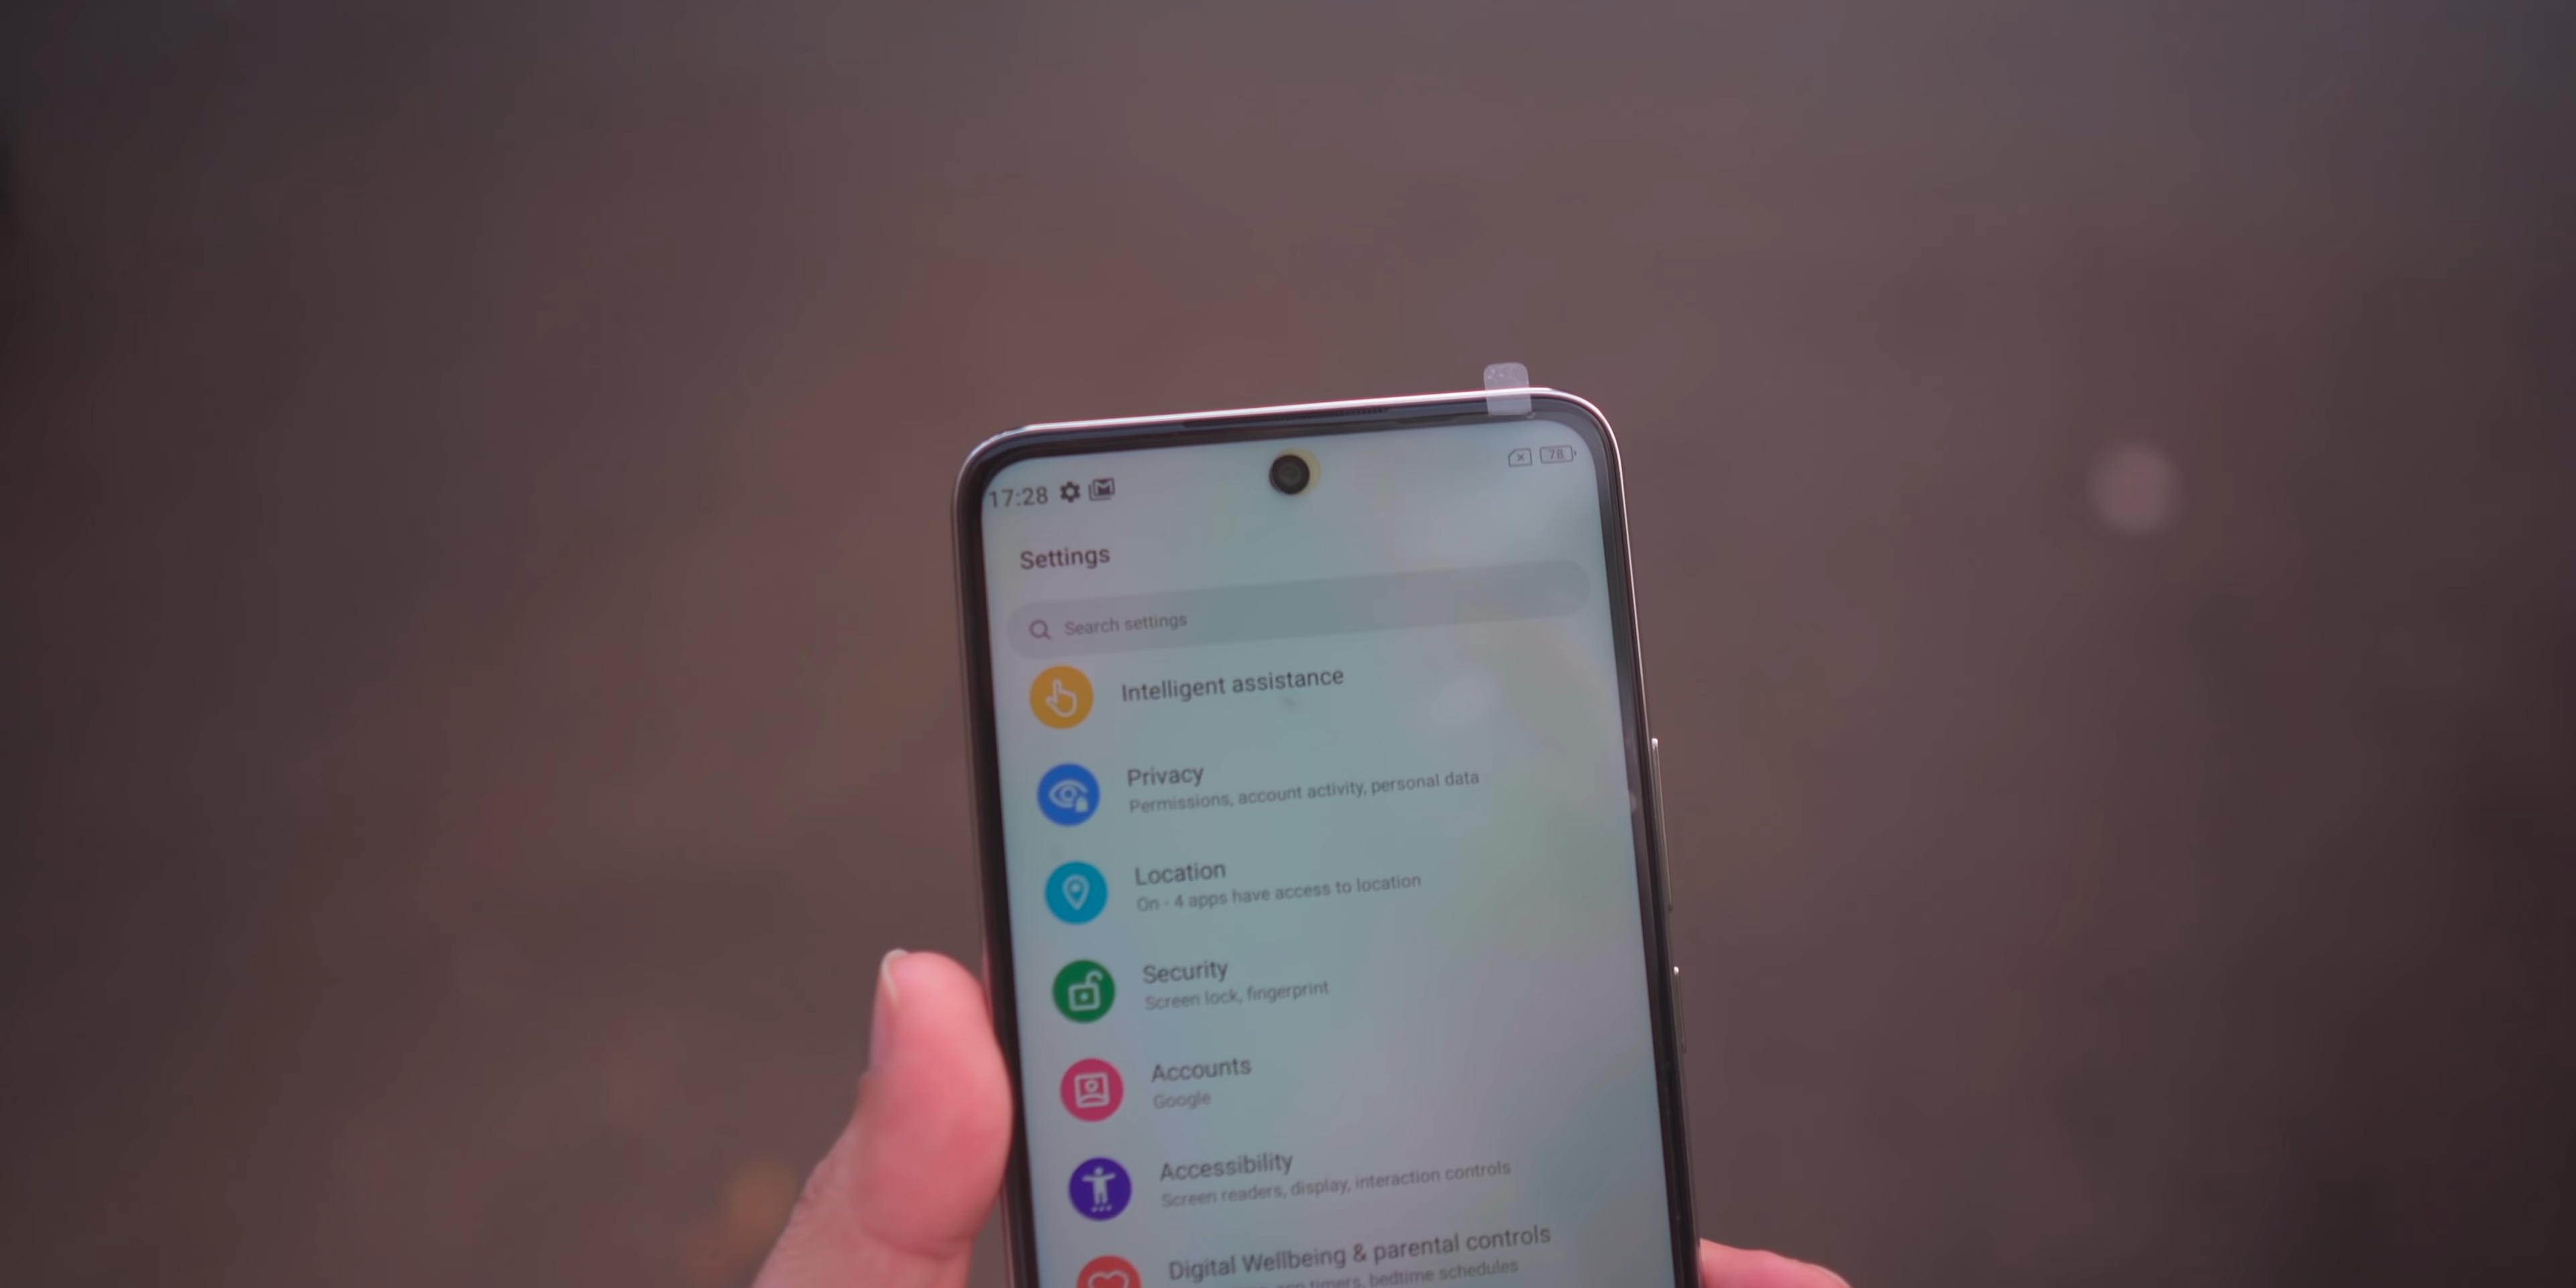 17:28
78
Settings
Search settings
Intelligent assistance
Privacy
Permissions, account activity, personal data
Location
On - 4 apps have access to location
Security
Screen lock, fingerprint
Accounts
Google
Accessibility
Screen readers, display, interaction controls
Digital Wellbeing & parental controls
timers, bedtime schedules